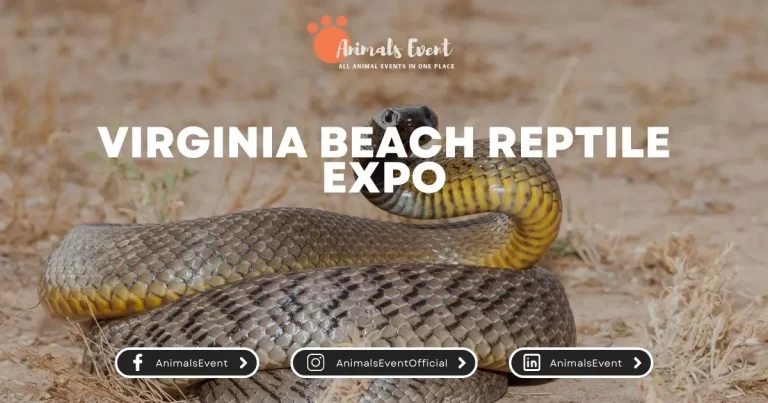 Animals Event
ALL ANIMAL EVENTS IN ONE PLACE
VIRGINIA BEACH REPTILE
EXPO
AnimalsEvent
AnimalsEventOfficial
AnimalsEvent